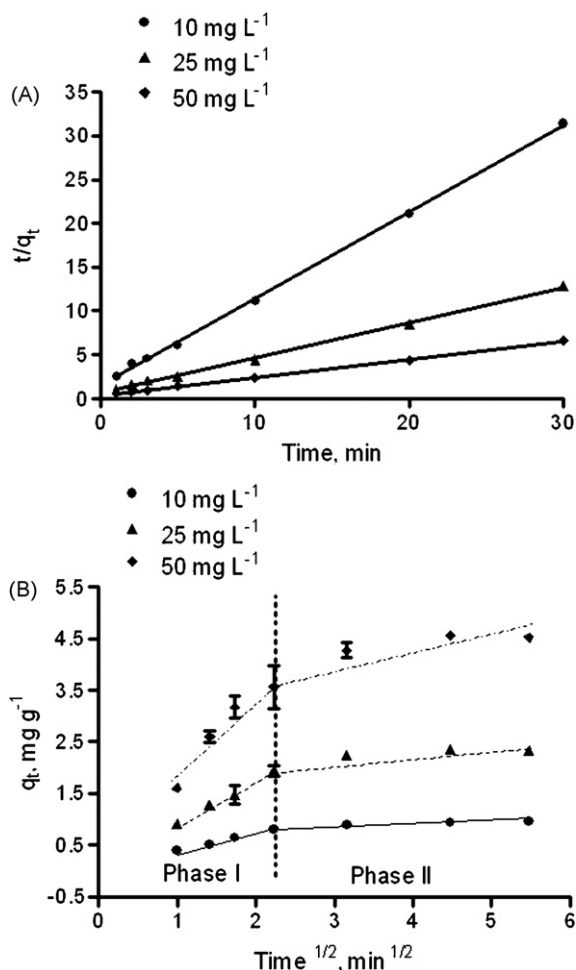 10 mg L⁻¹
25 mg L⁻¹
50 mg L⁻¹
(A)
35
30
25
20
15
10
5
0
t/qₜ
0
10
20
30
Time, min
10 mg L⁻¹
25 mg L⁻¹
50 mg L⁻¹
(B)
5.5
4.5
3.5
2.5
1.5
0.5
-0.5
qₜ, mg g⁻¹
Phase I
Phase II
0
1
2
3
4
5
6
Time ¹/², min ¹/²